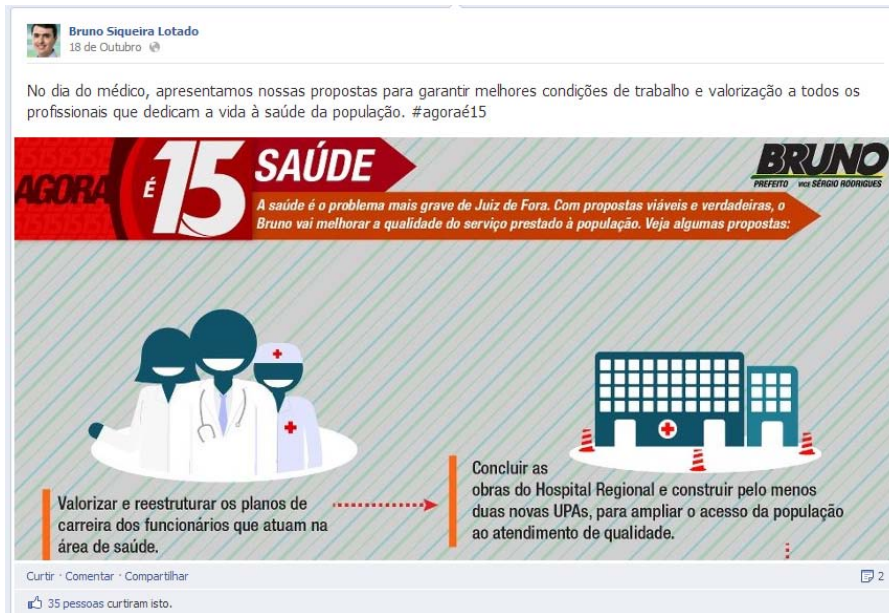 Bruno Siqueira Lotado
18 de Outubro
No dia do médico, apresentamos nossas propostas para garantir melhores condições de trabalho e valorização a todos os
profissionais que dedicam a vida à saúde da população. #agoraé15
AGORA É 15 SAÚDE
BRUNO
PREFEITO VICE SÉRGIO RODRIGUES
A saúde é o problema mais grave de Juiz de Fora. Com propostas viáveis e verdadeiras, o
Bruno vai melhorar a qualidade do serviço prestado à população. Veja algumas propostas:
Valorizar e reestruturar os planos de
carreira dos funcionários que atuam na
área de saúde.
Concluir as
obras do Hospital Regional e construir pelo menos
duas novas UPAs, para ampliar o acesso da população
ao atendimento de qualidade.
Curtir · Comentar · Compartilhar
2
35 pessoas curtiram isto.